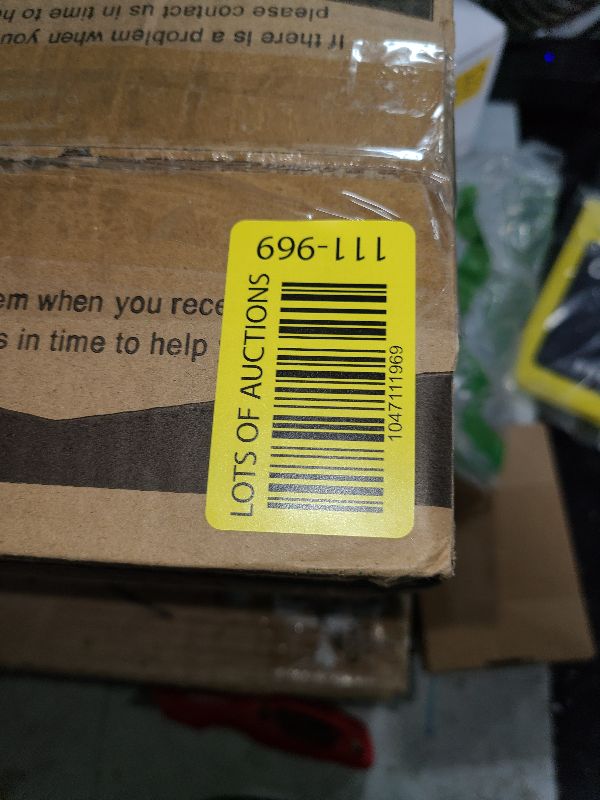 If there is a problem when you
please contact us in time to he
em when you rece
s in time to help
111-969
LOTS OF AUCTIONS
1047111969